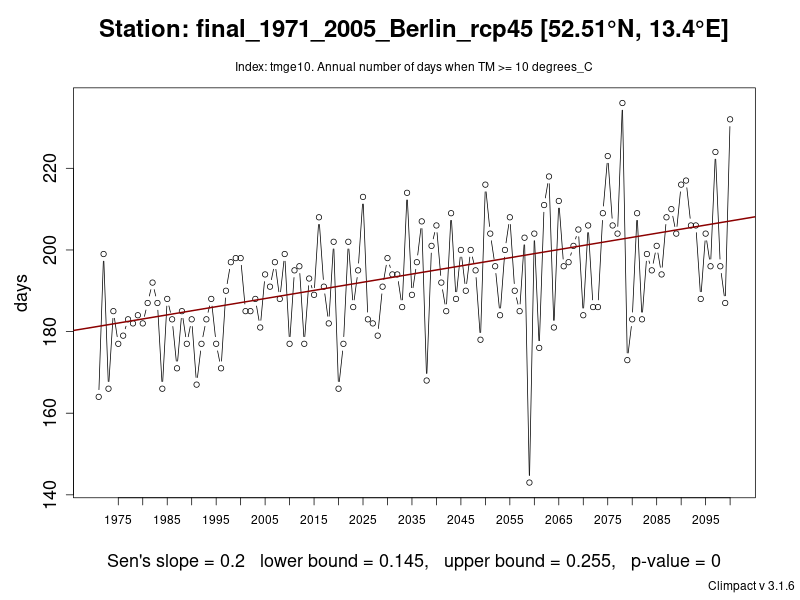 Station: final_1971_2005_Berlin_rcp45 [52.51°N, 13.4°E]
Index: tmge10. Annual number of days when TM >= 10 degrees_C
days
220
200
180
160
140
1975 1985 1995 2005 2015 2025 2035 2045 2055 2065 2075 2085 2095
Sen's slope = 0.2 lower bound = 0.145, upper bound = 0.255, p-value = 0
Climpact v 3.1.6